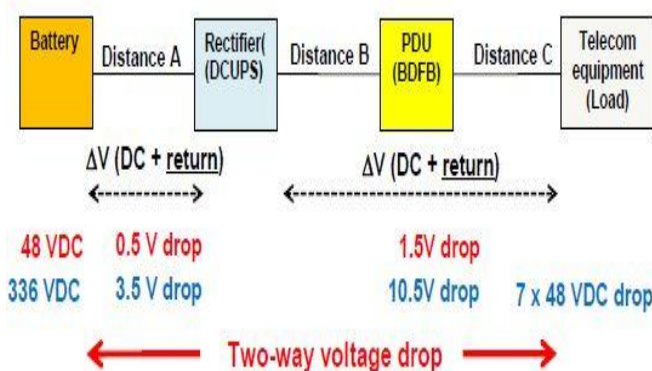 Battery
Distance A
Rectifier(
(DCUPS)
Distance B
PDU
(BDFB)
Distance C
Telecom
equipment
(Load)
ΔV (DC + return)
ΔV (DC + return)
48 VDC 0.5 V drop 1.5V drop
336 VDC 3.5 V drop 10.5V drop 7 x 48 VDC drop
Two-way voltage drop